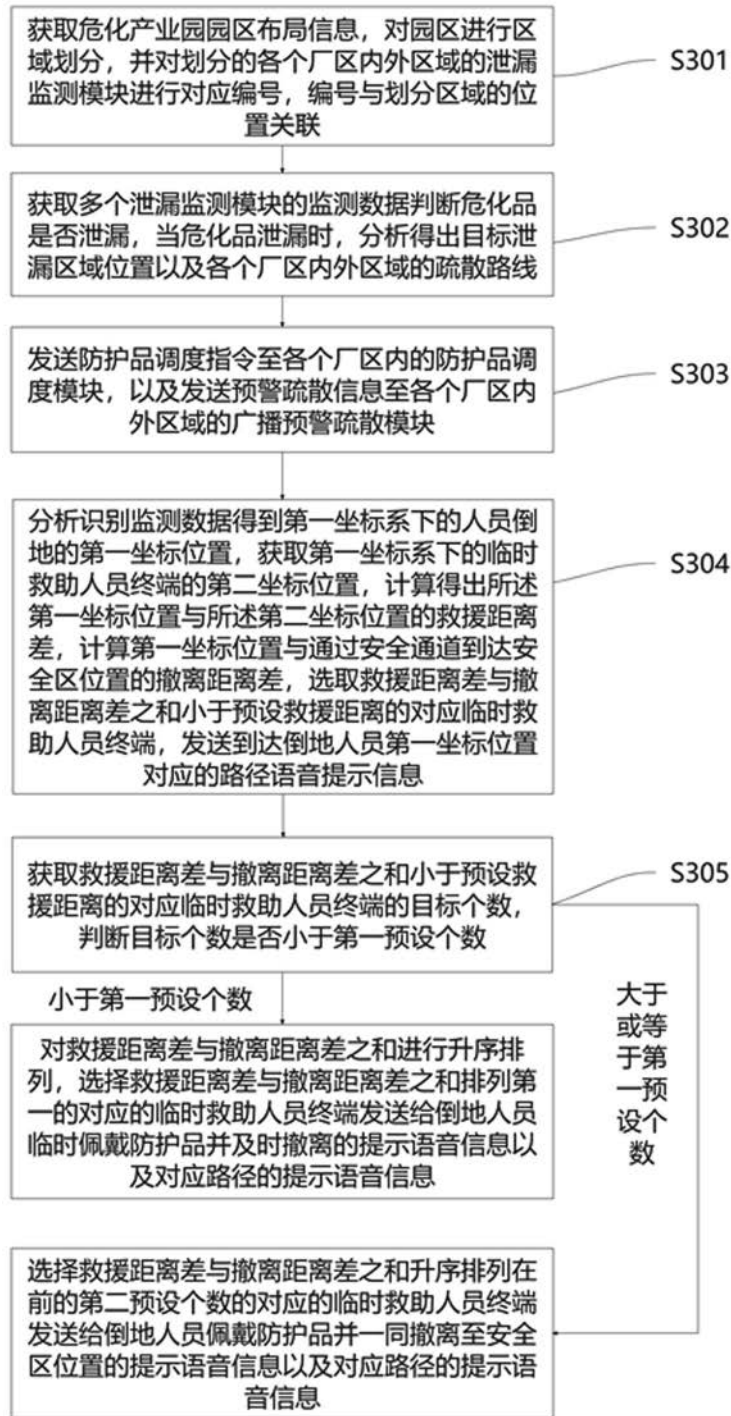 获取危化产业园园区布局信息，对园区进行区
域划分，并对划分的各个厂区内外区域的泄漏
监测模块进行对应编号，编号与划分区域的位
置关联
S301
获取多个泄漏监测模块的监测数据判断危化品
是否泄漏，当危化品泄漏时，分析得出目标泄
漏区域位置以及各个厂区内外区域的疏散路线
S302
发送防护品调度指令至各个厂区内的防护品调
度模块，以及发送预警疏散信息至各个厂区内
外区域的广播预警疏散模块
S303
分析识别监测数据得到第一坐标系下的人员倒
地的第一坐标位置，获取第一坐标系下的临时
救助人员终端的第二坐标位置，计算得出所述
第一坐标位置与所述第二坐标位置的救援距离
差，计算第一坐标位置与通过安全通道到达安
全区位置的撤离距离差，选取救援距离差与撤
离距离差之和小于预设救援距离的对应临时救
助人员终端，发送到达倒地人员第一坐标位置
对应的路径语音提示信息
S304
获取救援距离差与撤离距离差之和小于预设救
援距离的对应临时救助人员终端的目标个数，
判断目标个数是否小于第一预设个数
S305
小于第一预设个数
大于
或等
于第
一预
设个
数
对救援距离差与撤离距离差之和进行升序排
列，选择救援距离差与撤离距离差之和排列第
一的对应的临时救助人员终端发送给倒地人员
临时佩戴防护品并及时撤离的提示语音信息以
及对应路径的提示语音信息
选择救援距离差与撤离距离差之和升序排列在
前的第二预设个数的对应的临时救助人员终端
发送给倒地人员佩戴防护品并一同撤离至安全
区位置的提示语音信息以及对应路径的提示语
音信息